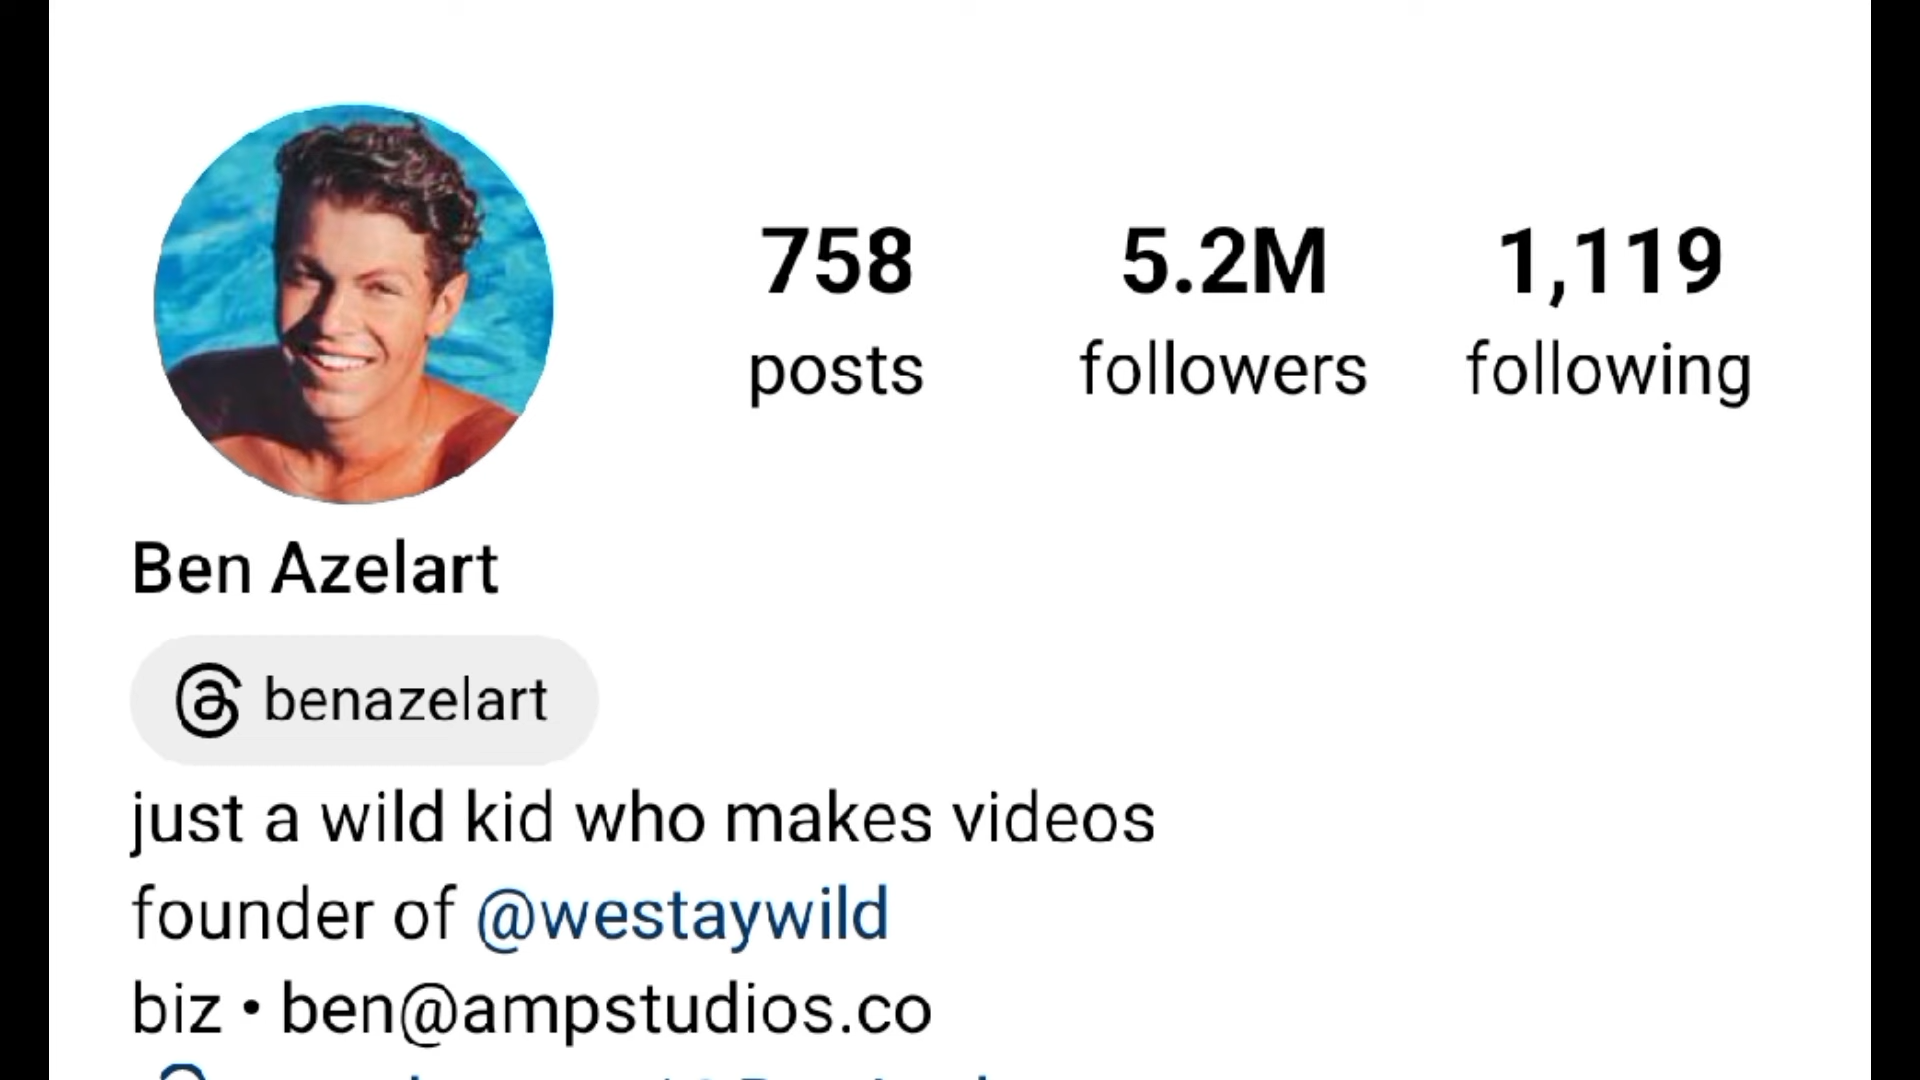 758 5.2M 1,119
posts followers following
Ben Azelart
benazelart
just a wild kid who makes videos
founder of @westaywild
biz • ben@ampstudios.co